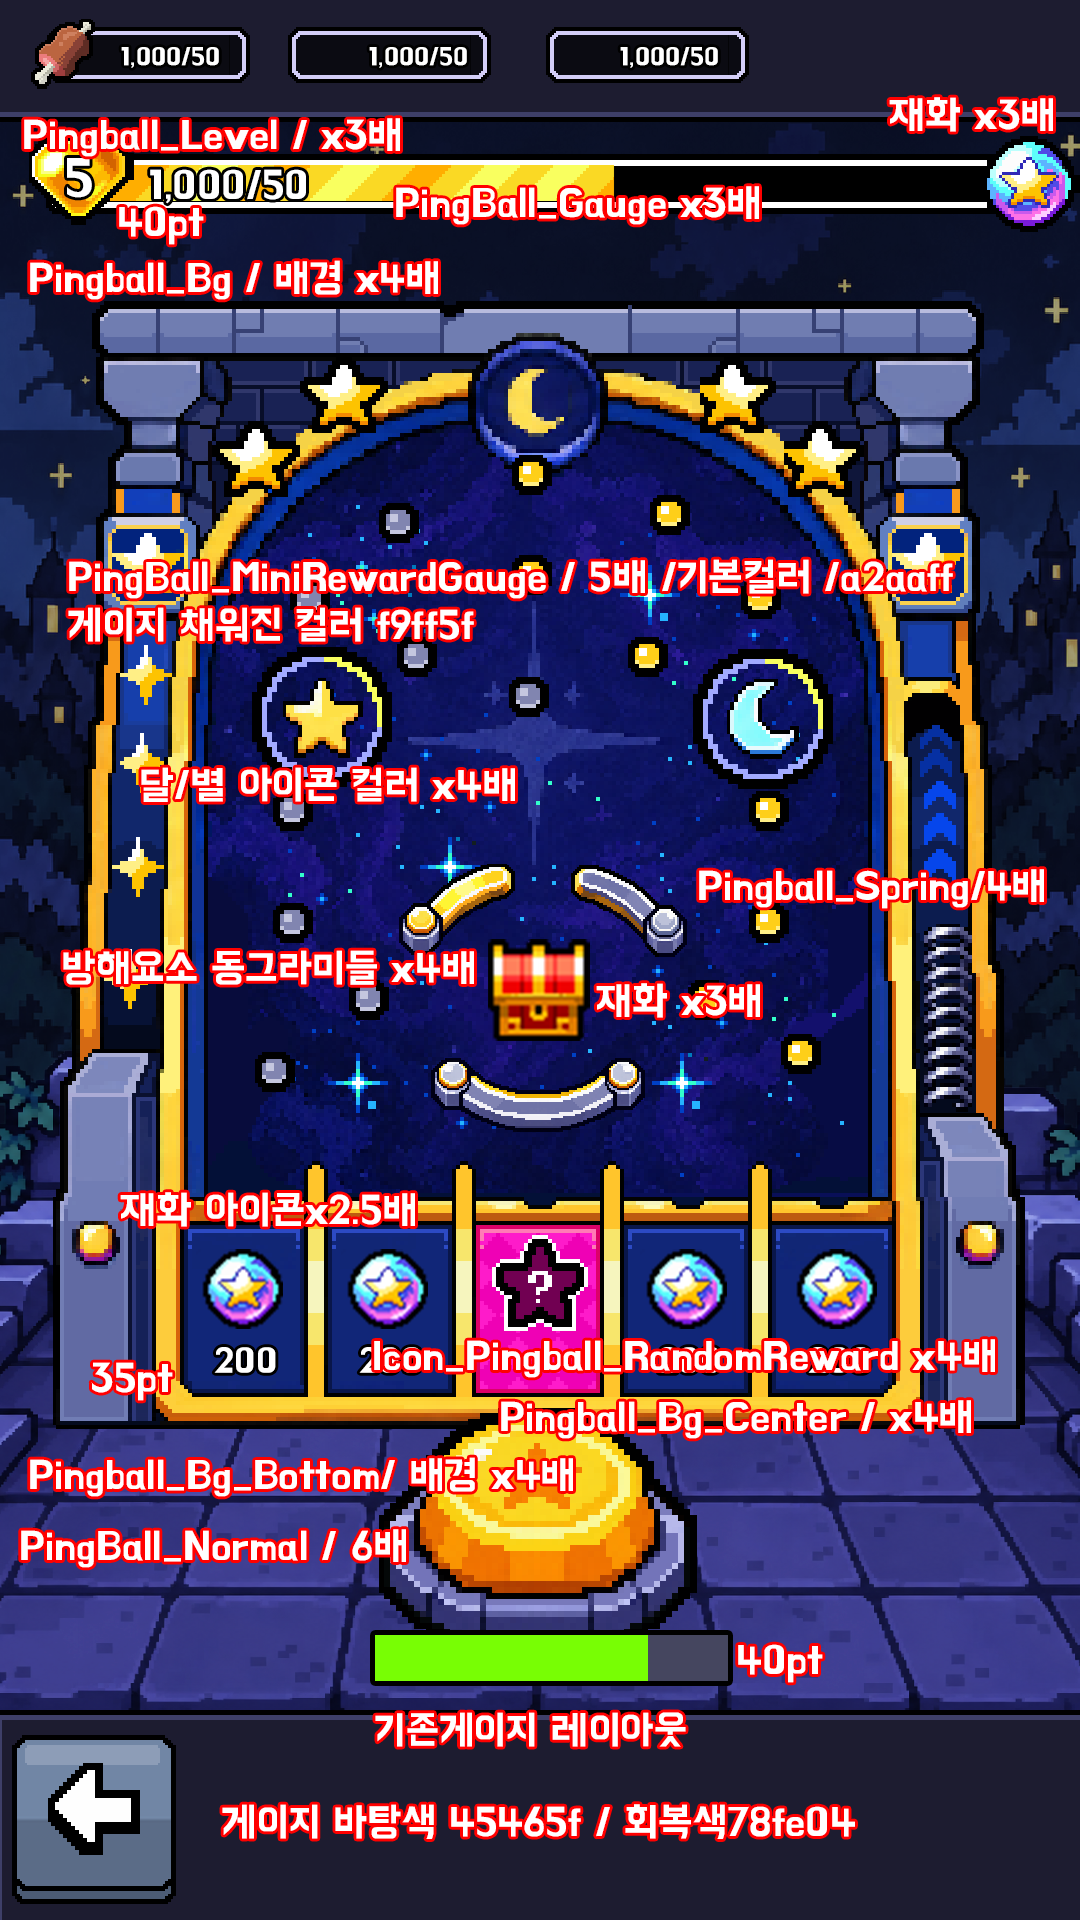 1,000/50
1,000/50
1,000/50
재화 x3배
Pingball_Level / x3배
5
1,000/50
PingBall_Gauge x3배
40pt
Pingball_Bg / 배경 x4배
PingBall_MiniRewardGauge / 5배 /기본컬러 /a2aaff
게이지 채워진 컬러 f9ff5f
달/별 아이콘 컬러 x4배
Pingball_Spring/4배
방해요소 동그라미들 x4배
재화 x3배
재화 아이콘x2.5배
?
200
Icon_Pingball_RandomReward x4배
35pt
Pingball_Bg_Center / x4배
Pingball_Bg_Bottom/ 배경 x4배
PingBall_Normal / 6배
40pt
기존게이지 레이아웃
게이지 바탕색 45465f / 회복색78fe04